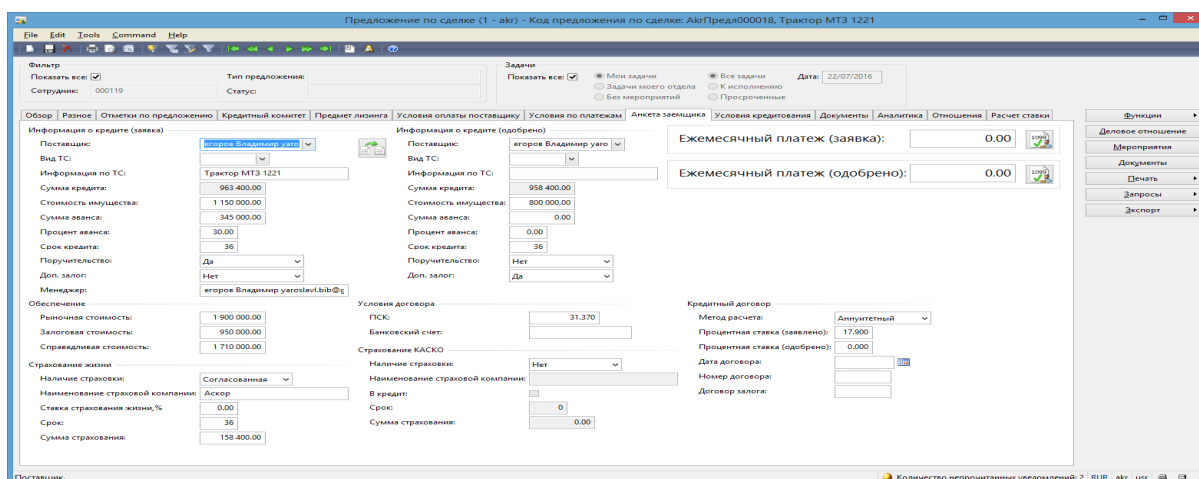 Предложение по сделке (1 - akr) - Код предложения по сделке: AkrПредл000018, Трактор МТЗ 1221
File Edit Tools Command Help
Фильтр Задачи
Показать все: Тип предложения: Показать все: Мои задачи Все задачи Дата: 22/07/2016
Задачи моего отдела К исполнению
Сотрудник: 000119 Статус: Без мероприятий Просроченные
Обзор Разное Отметки по предложению Кредитный комитет Предмет лизинга Условия оплаты поставщику Условия по платежам Анкета заемщика Условия кредитования Документы Аналитика Отношения Расчет ставки Функции
Информация о кредите (заявка) Информация о кредите (одобрено) Деловое отношение
Поставщик: егоров Владимир yaro Поставщик: егоров Владимир yaro Ежемесячный платеж (заявка): 0.00 Мероприятия
Вид ТС: Вид ТС: Документы
Информация по ТС: Трактор МТЗ 1221 Информация по ТС: Ежемесячный платеж (одобрено): 0.00 Печать
Сумма кредита: 963 400.00 Сумма кредита: 958 400.00 Запросы
Стоимость имущества: 1 150 000.00 Стоимость имущества: 800 000.00 Экспорт
Сумма аванса: 345 000.00 Сумма аванса: 0.00
Процент аванса: 30.00 Процент аванса: 0.00
Срок кредита: 36 Срок кредита: 36
Поручительство: Да Поручительство: Нет
Доп. залог: Нет Доп. залог: Да
Менеджер: егоров Владимир yaroslavl.bib@g
Обеспечение Условия договора Кредитный договор
Рыночная стоимость: 1 900 000.00 ПСК: 31.370 Метод расчета: Аннуитетный
Залоговая стоимость: 950 000.00 Банковский счет: Процентная ставка (заявлено): 17.900
Справедливая стоимость: 1 710 000.00 Процентная ставка (одобрено): 0.000
Страхование КАСКО
Страхование жизни Наличие страховки: Нет Дата договора:
Наличие страховки: Согласованная Наименование страховой компании: Номер договора:
Наименование страховой компании: Аскор В кредит: Договор залога:
Ставка страхования жизни,% 0.00 Срок: 0
Срок: 36 Сумма страхования: 0.00
Сумма страхования: 158 400.00
Поставщик. Количество непрочитанных уведомлений: 2 RUR akr usr